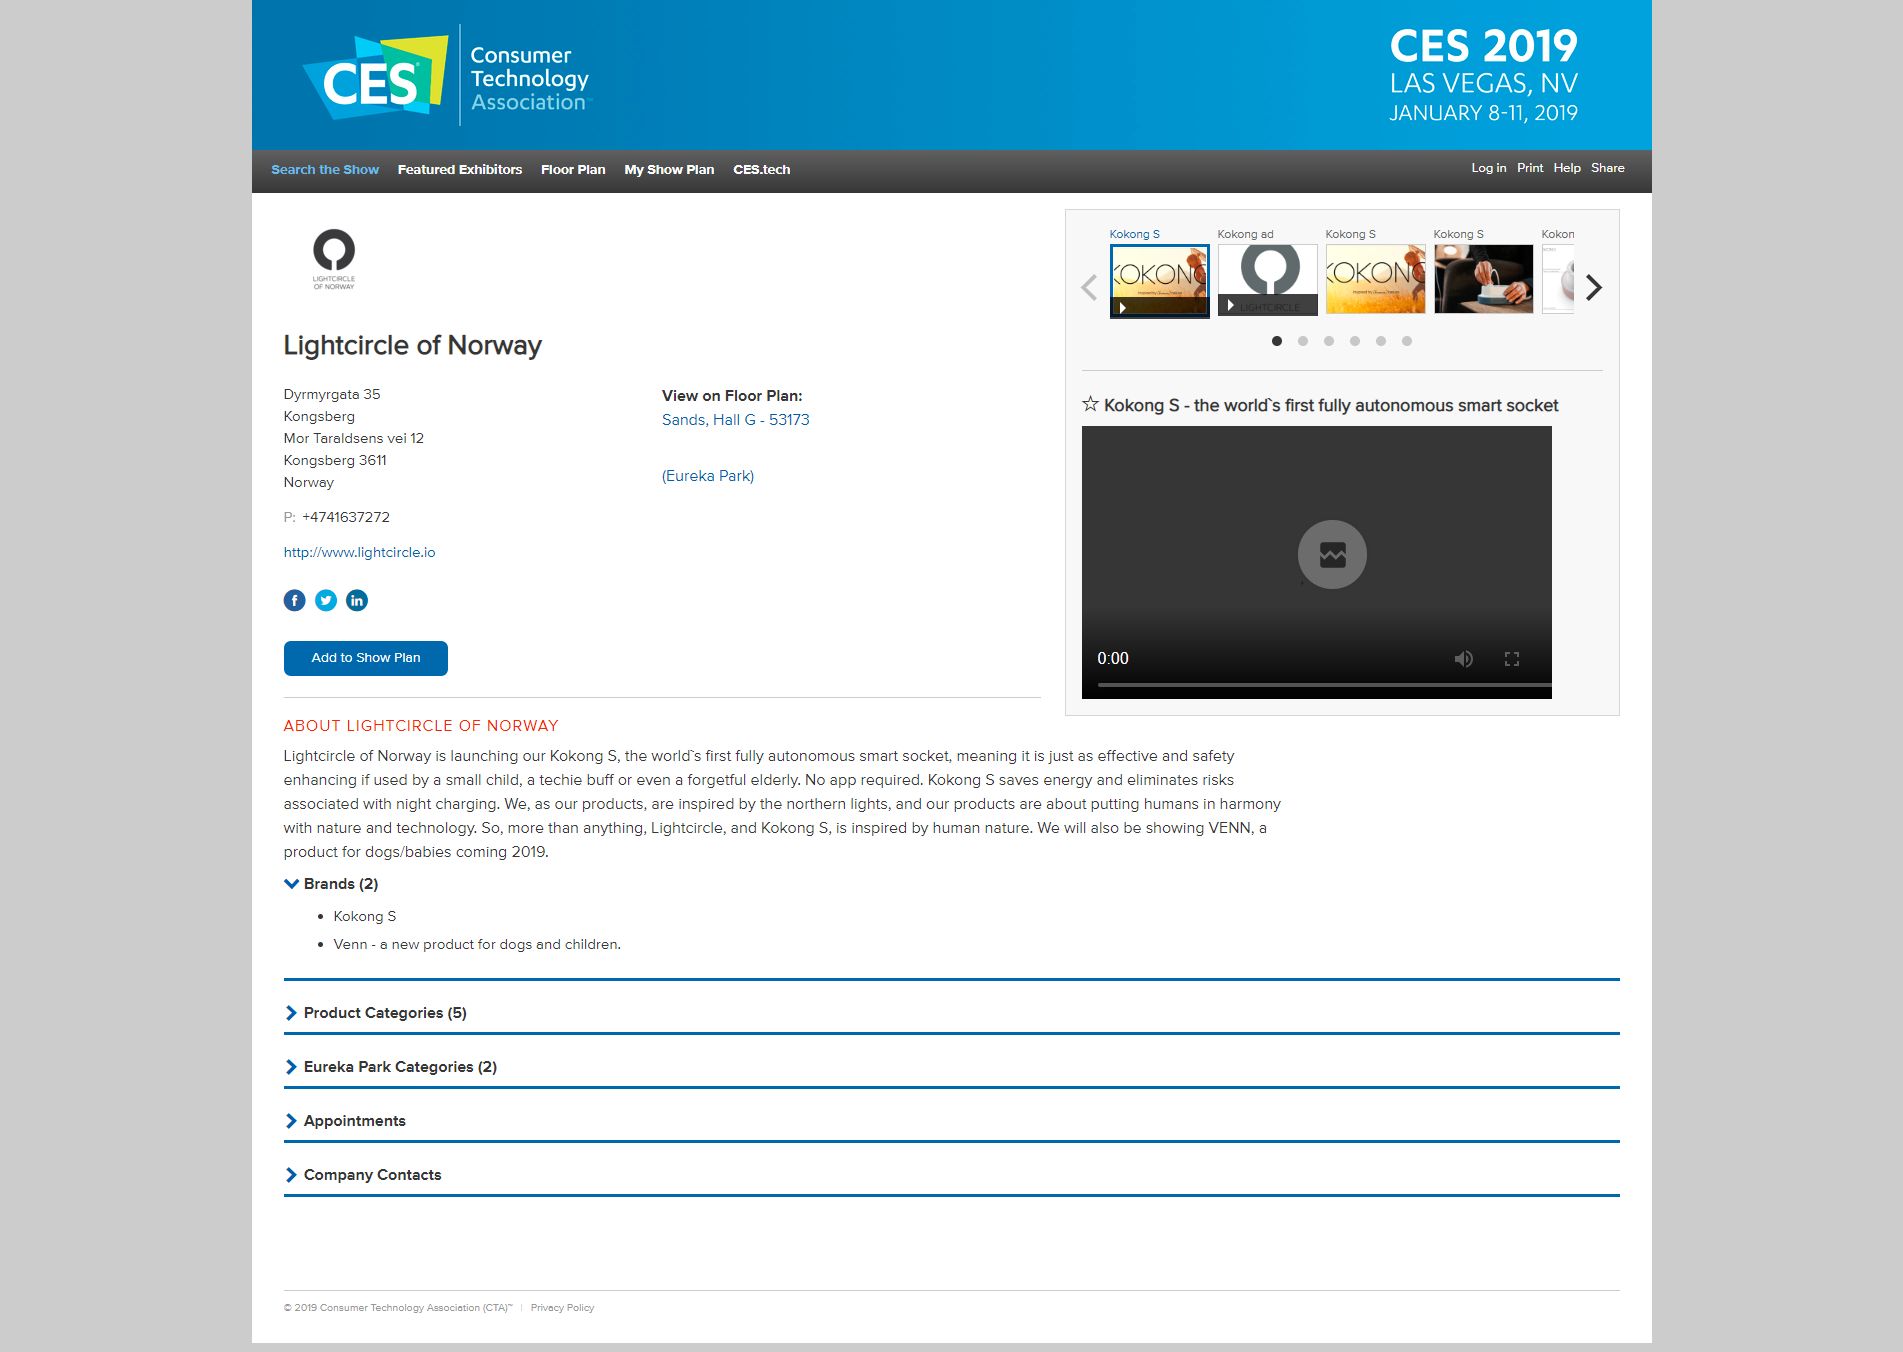 CES
Consumer
Technology
Association™
CES 2019
LAS VEGAS, NV
JANUARY 8-11, 2019
Search the Show Featured Exhibitors Floor Plan My Show Plan CES.tech
Log in Print Help Share
LIGHTCIRCLE
OF NORWAY
Lightcircle of Norway
Dyrmyrgata 35
Kongsberg
Mor Taraldsens vei 12
Kongsberg 3611
Norway
P: +4741637272
http://www.lightcircle.io
Add to Show Plan
View on Floor Plan:
Sands, Hall G - 53173
(Eureka Park)
Kokong S Kokong ad Kokong S Kokong S Kokon
KOKONG
LIGHTCIRCLE
KOKONG
☆ Kokong S - the world`s first fully autonomous smart socket
0:00
ABOUT LIGHTCIRCLE OF NORWAY
Lightcircle of Norway is launching our Kokong S, the world`s first fully autonomous smart socket, meaning it is just as effective and safety
enhancing if used by a small child, a techie buff or even a forgetful elderly. No app required. Kokong S saves energy and eliminates risks
associated with night charging. We, as our products, are inspired by the northern lights, and our products are about putting humans in harmony
with nature and technology. So, more than anything, Lightcircle, and Kokong S, is inspired by human nature. We will also be showing VENN, a
product for dogs/babies coming 2019.
Brands (2)
• Kokong S
• Venn - a new product for dogs and children.
Product Categories (5)
Eureka Park Categories (2)
Appointments
Company Contacts
© 2019 Consumer Technology Association (CTA)™ | Privacy Policy